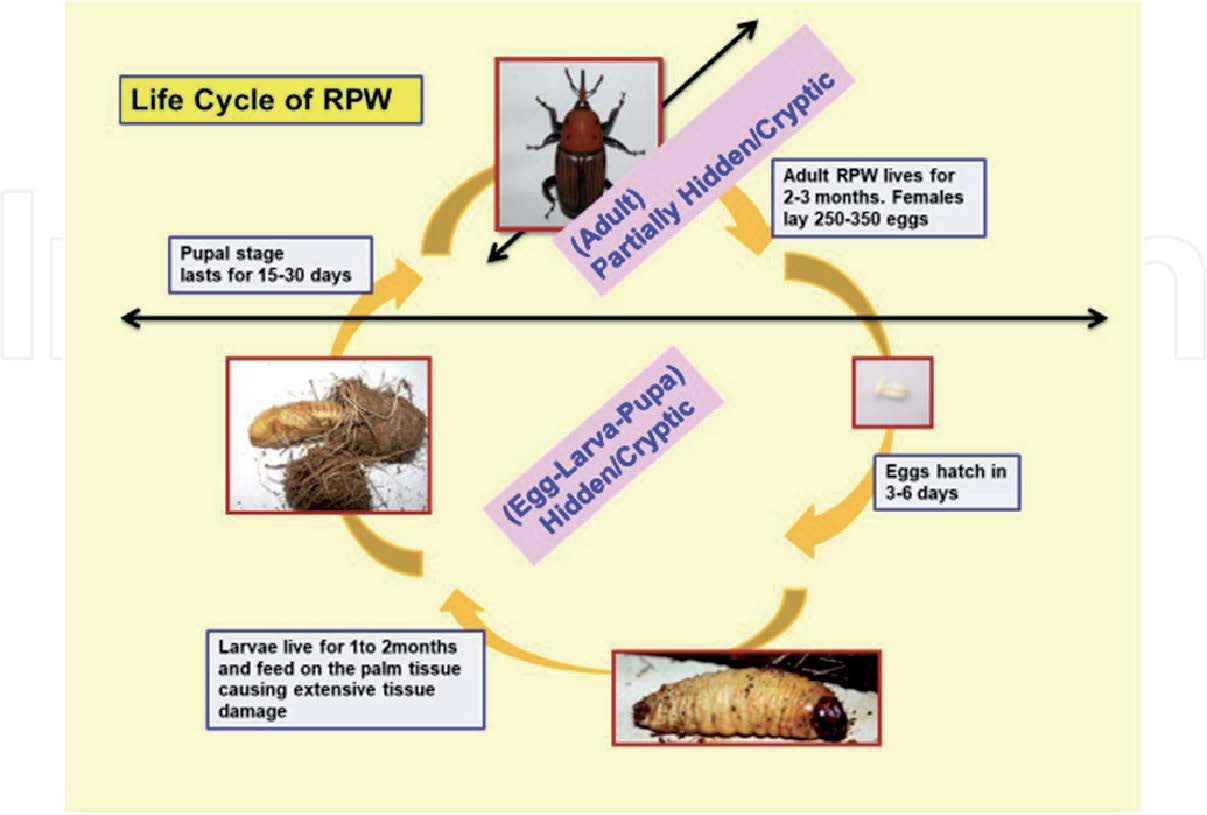 Life Cycle of RPW
(Adult)
Partially Hidden/Cryptic
Adult RPW lives for
2-3 months. Females
lay 250-350 eggs
Pupal stage
lasts for 15-30 days
(Egg-Larva-Pupa)
Hidden/Cryptic
Eggs hatch in
3-6 days
Larvae live for 1to 2months
and feed on the palm tissue
causing extensive tissue
damage